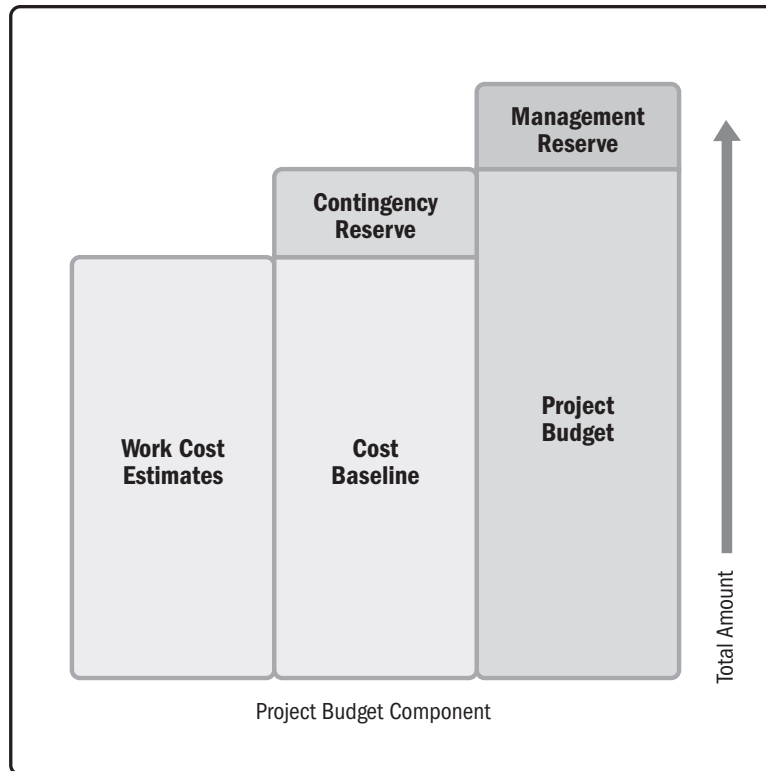 Management
Reserve
Contingency
Reserve
Project
Budget
Work Cost
Estimates
Cost
Baseline
Total Amount
Project Budget Component